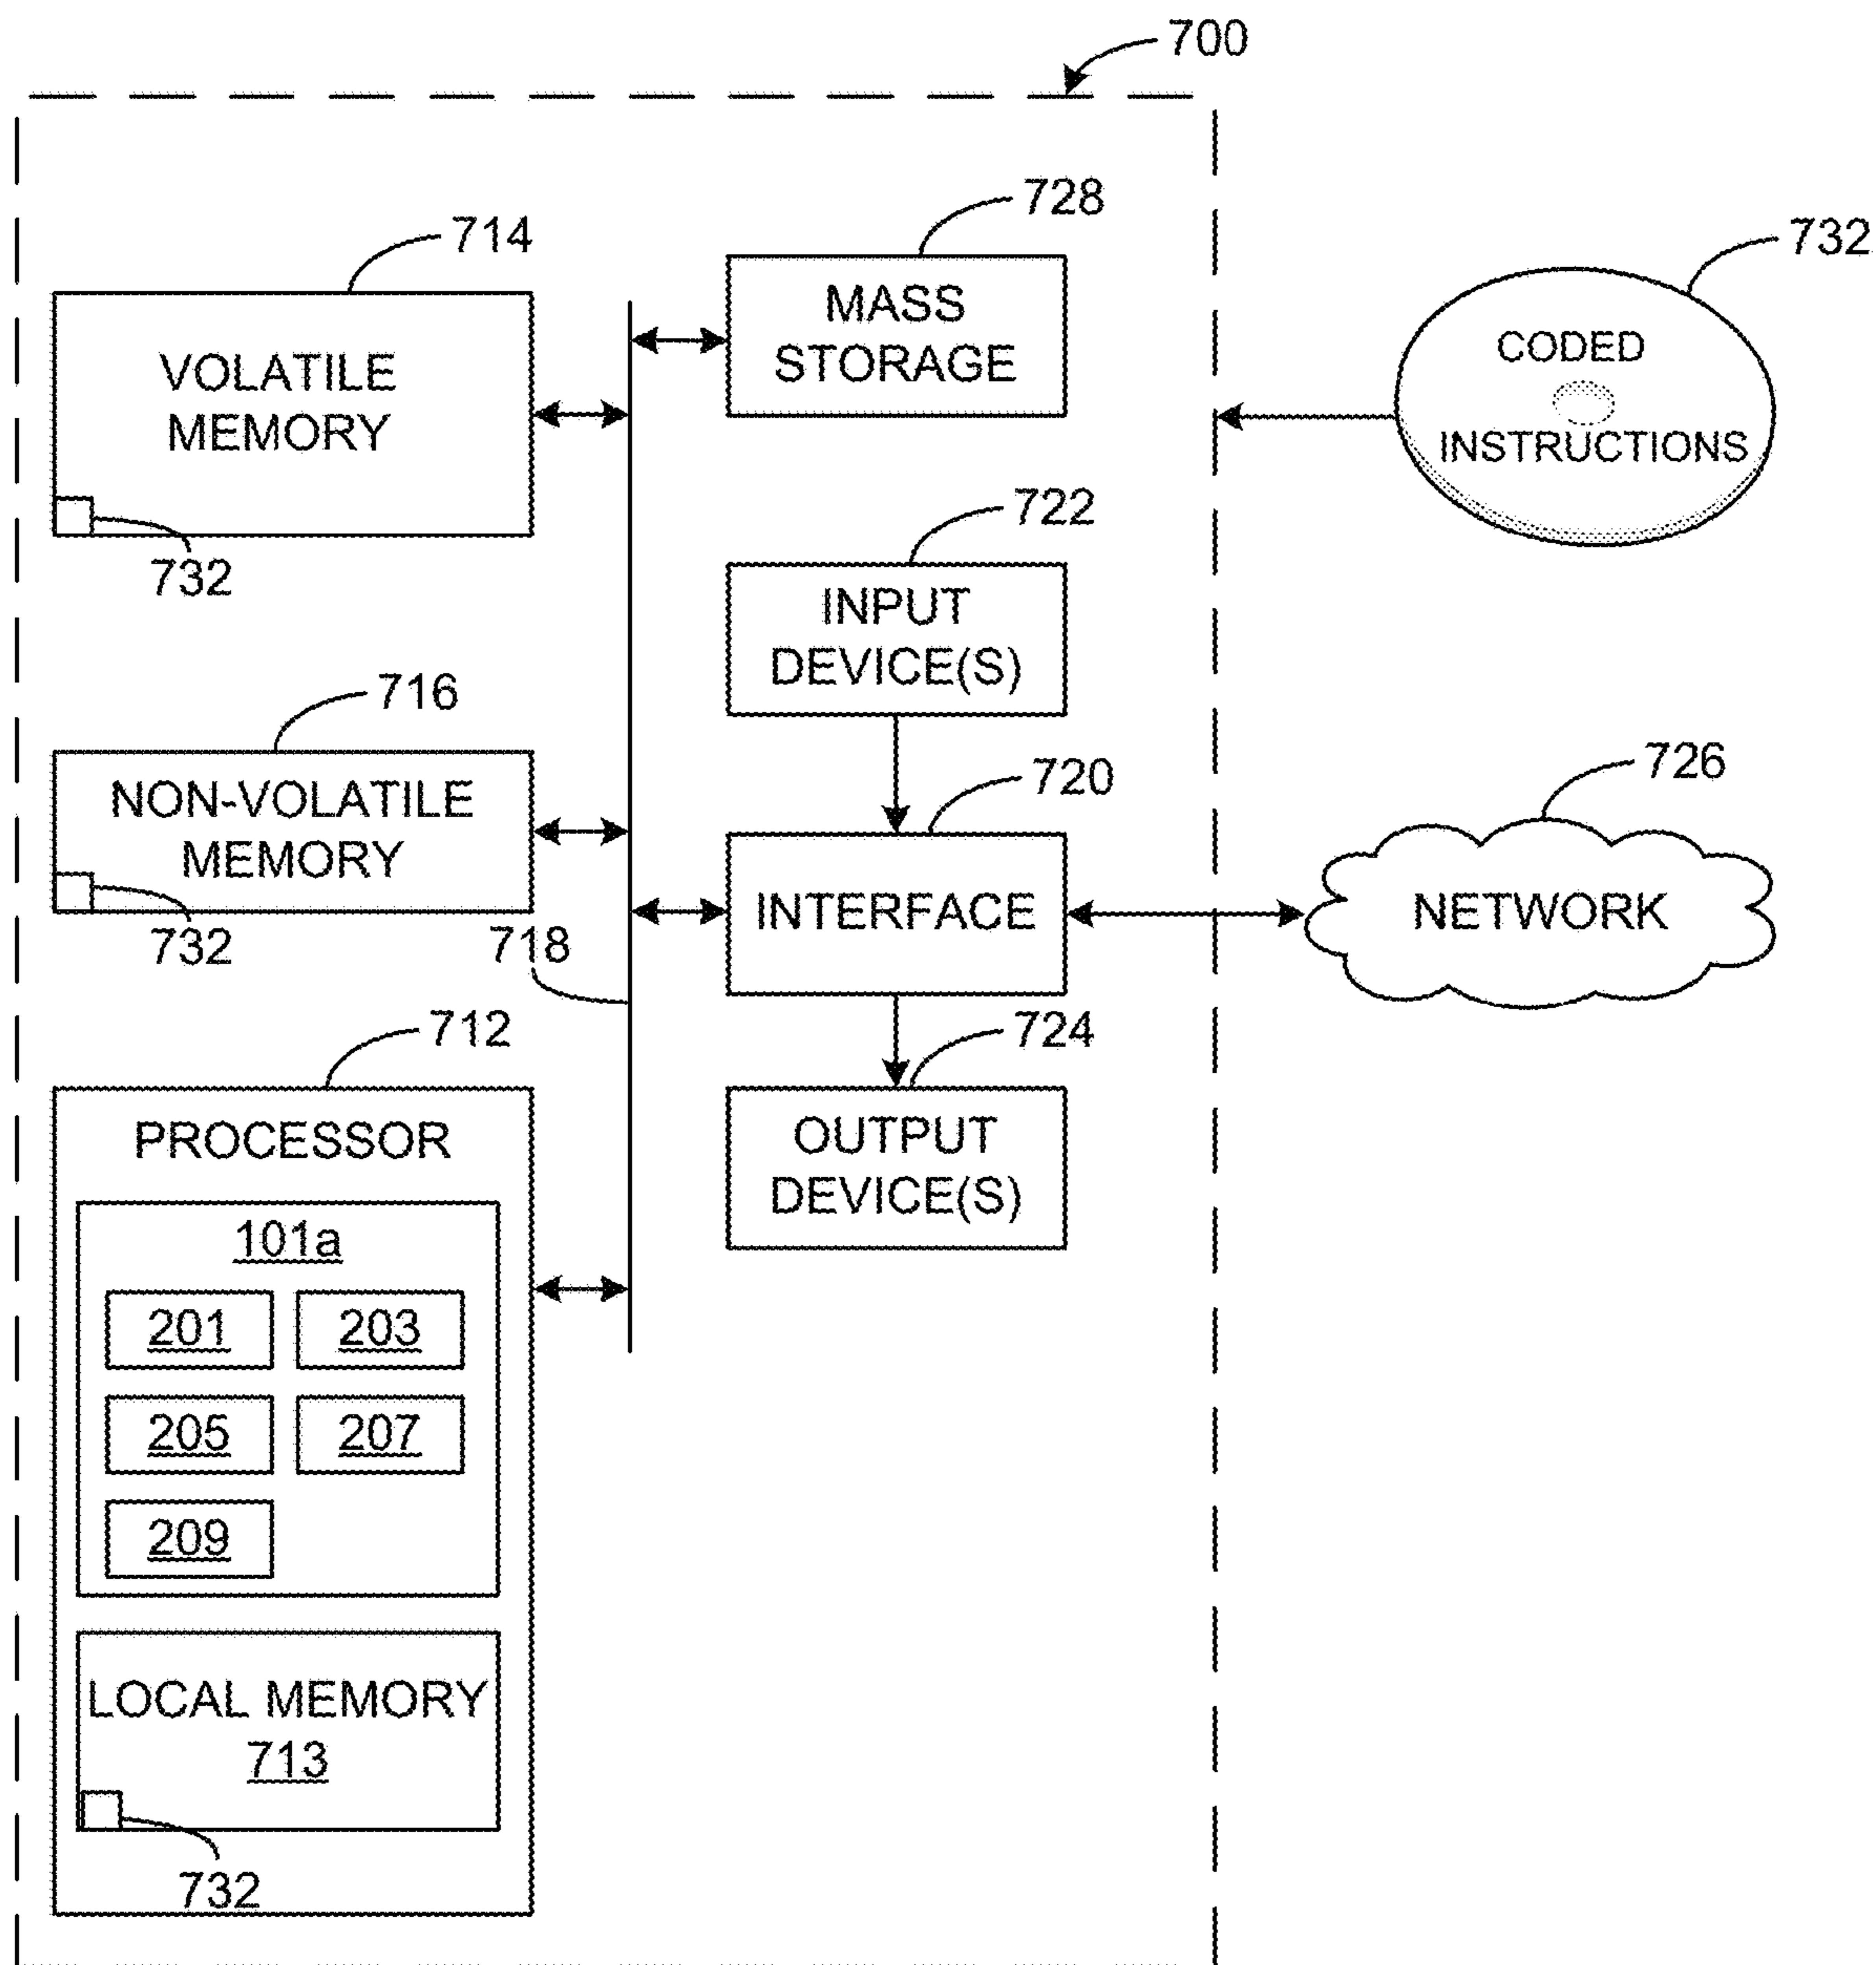 700
728
714
732
MASS
STORAGE
VOLATILE
MEMORY
CODED
INSTRUCTIONS
732
722
INPUT
DEVICE(S)
716
720
726
NON-VOLATILE
MEMORY
INTERFACE
NETWORK
732
718
712
724
PROCESSOR
OUTPUT
DEVICE(S)
101a
201
203
205
207
209
LOCAL MEMORY
713
732